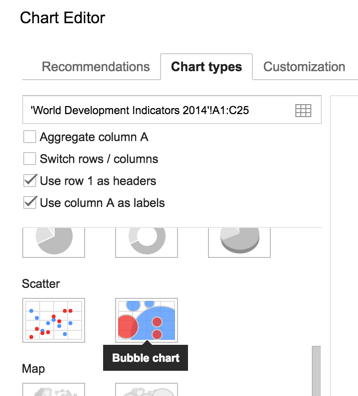 Chart Editor
Recommendations
Chart types
Customization
'World Development Indicators 2014'!A1:C25
Aggregate column A
Switch rows / columns
Use row 1 as headers
Use column A as labels
Scatter
Bubble chart
Map